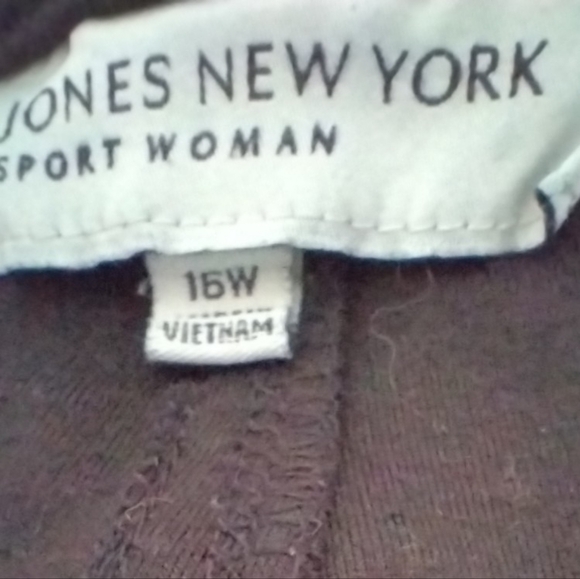 JONES NEW YORK
SPORT WOMAN
16W
VIETNAM